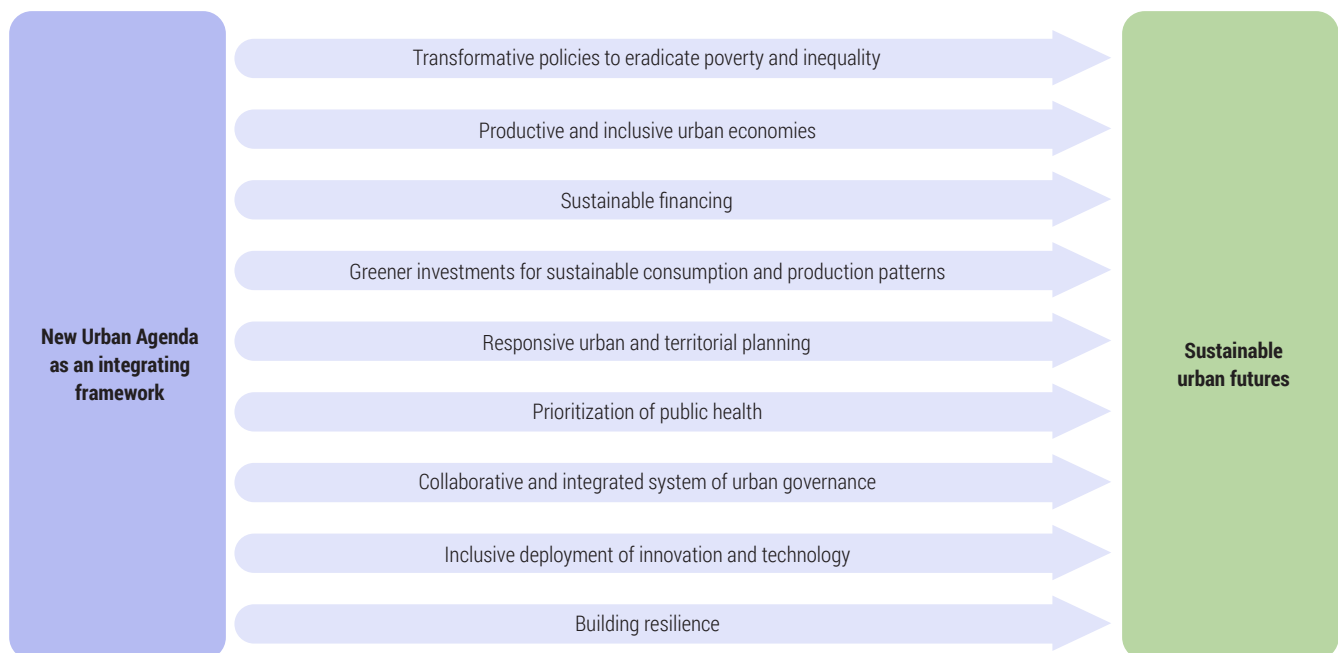 New Urban Agenda
as an integrating
framework
Transformative policies to eradicate poverty and inequality
Productive and inclusive urban economies
Sustainable financing
Greener investments for sustainable consumption and production patterns
Responsive urban and territorial planning
Prioritization of public health
Collaborative and integrated system of urban governance
Inclusive deployment of innovation and technology
Building resilience
Sustainable
urban futures